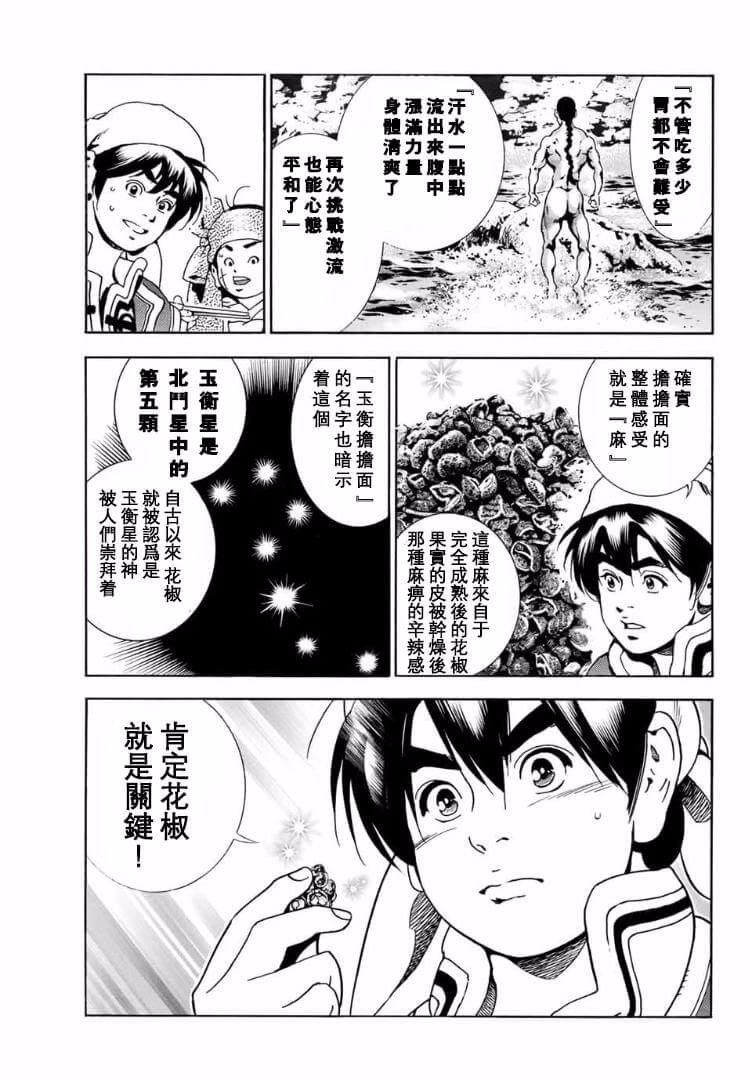 『不管吃多少
胃都不會難受』
『汗水一點點
流出來腹中
漲滿力量
身體清爽了
再次挑戰激流
也能心態
平和了』
確實
擔擔面的
整體感受
就是『麻』
這種麻來自于
完全成熟後的花椒
果實的皮被幹燥後
那種麻痹的辛辣感
『玉衡擔擔面』
的名字也暗示
着這個
玉衡星是
北鬥星中的
第五顆
自古以來 花椒
就被認爲是
玉衡星的神
被人們崇拜着
肯定花椒
就是關鍵！